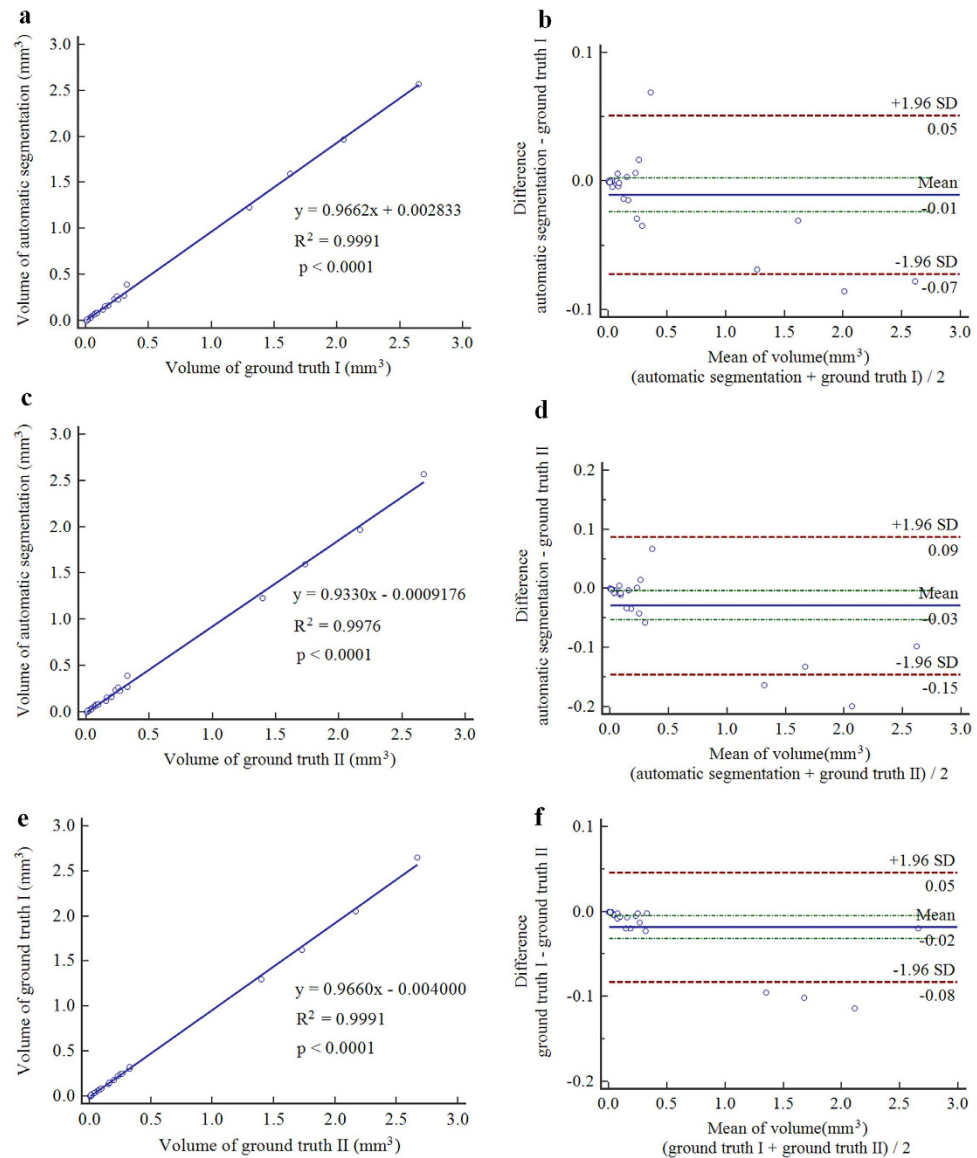 a
Volume of automatic segmentation (mm³)
3.0
2.5
2.0
1.5
1.0
0.5
0.0
y = 0.9662x + 0.002833
R² = 0.9991
p < 0.0001
0.0 0.5 1.0 1.5 2.0 2.5 3.0
Volume of ground truth I (mm³)
b
Difference
automatic segmentation - ground truth I
0.1
0.0
-0.1
+1.96 SD
0.05
Mean
-0.01
-1.96 SD
-0.07
0.0 0.5 1.0 1.5 2.0 2.5 3.0
Mean of volume(mm³)
(automatic segmentation + ground truth I) / 2
c
Volume of automatic segmentation (mm³)
3.0
2.5
2.0
1.5
1.0
0.5
0.0
y = 0.9330x - 0.0009176
R² = 0.9976
p < 0.0001
0.0 0.5 1.0 1.5 2.0 2.5 3.0
Volume of ground truth II (mm³)
d
Difference
automatic segmentation - ground truth II
0.2
0.1
0.0
-0.1
-0.2
+1.96 SD
0.09
Mean
-0.03
-1.96 SD
-0.15
0.0 0.5 1.0 1.5 2.0 2.5 3.0
Mean of volume(mm³)
(automatic segmentation + ground truth II) / 2
e
Volume of ground truth I (mm³)
3.0
2.5
2.0
1.5
1.0
0.5
0.0
y = 0.9660x - 0.004000
R² = 0.9991
p < 0.0001
0.0 0.5 1.0 1.5 2.0 2.5 3.0
Volume of ground truth II (mm³)
f
Difference
ground truth I - ground truth II
0.1
0.0
-0.1
-0.2
+1.96 SD
0.05
Mean
-0.02
-1.96 SD
-0.08
0.0 0.5 1.0 1.5 2.0 2.5 3.0
Mean of volume(mm³)
(ground truth I + ground truth II) / 2